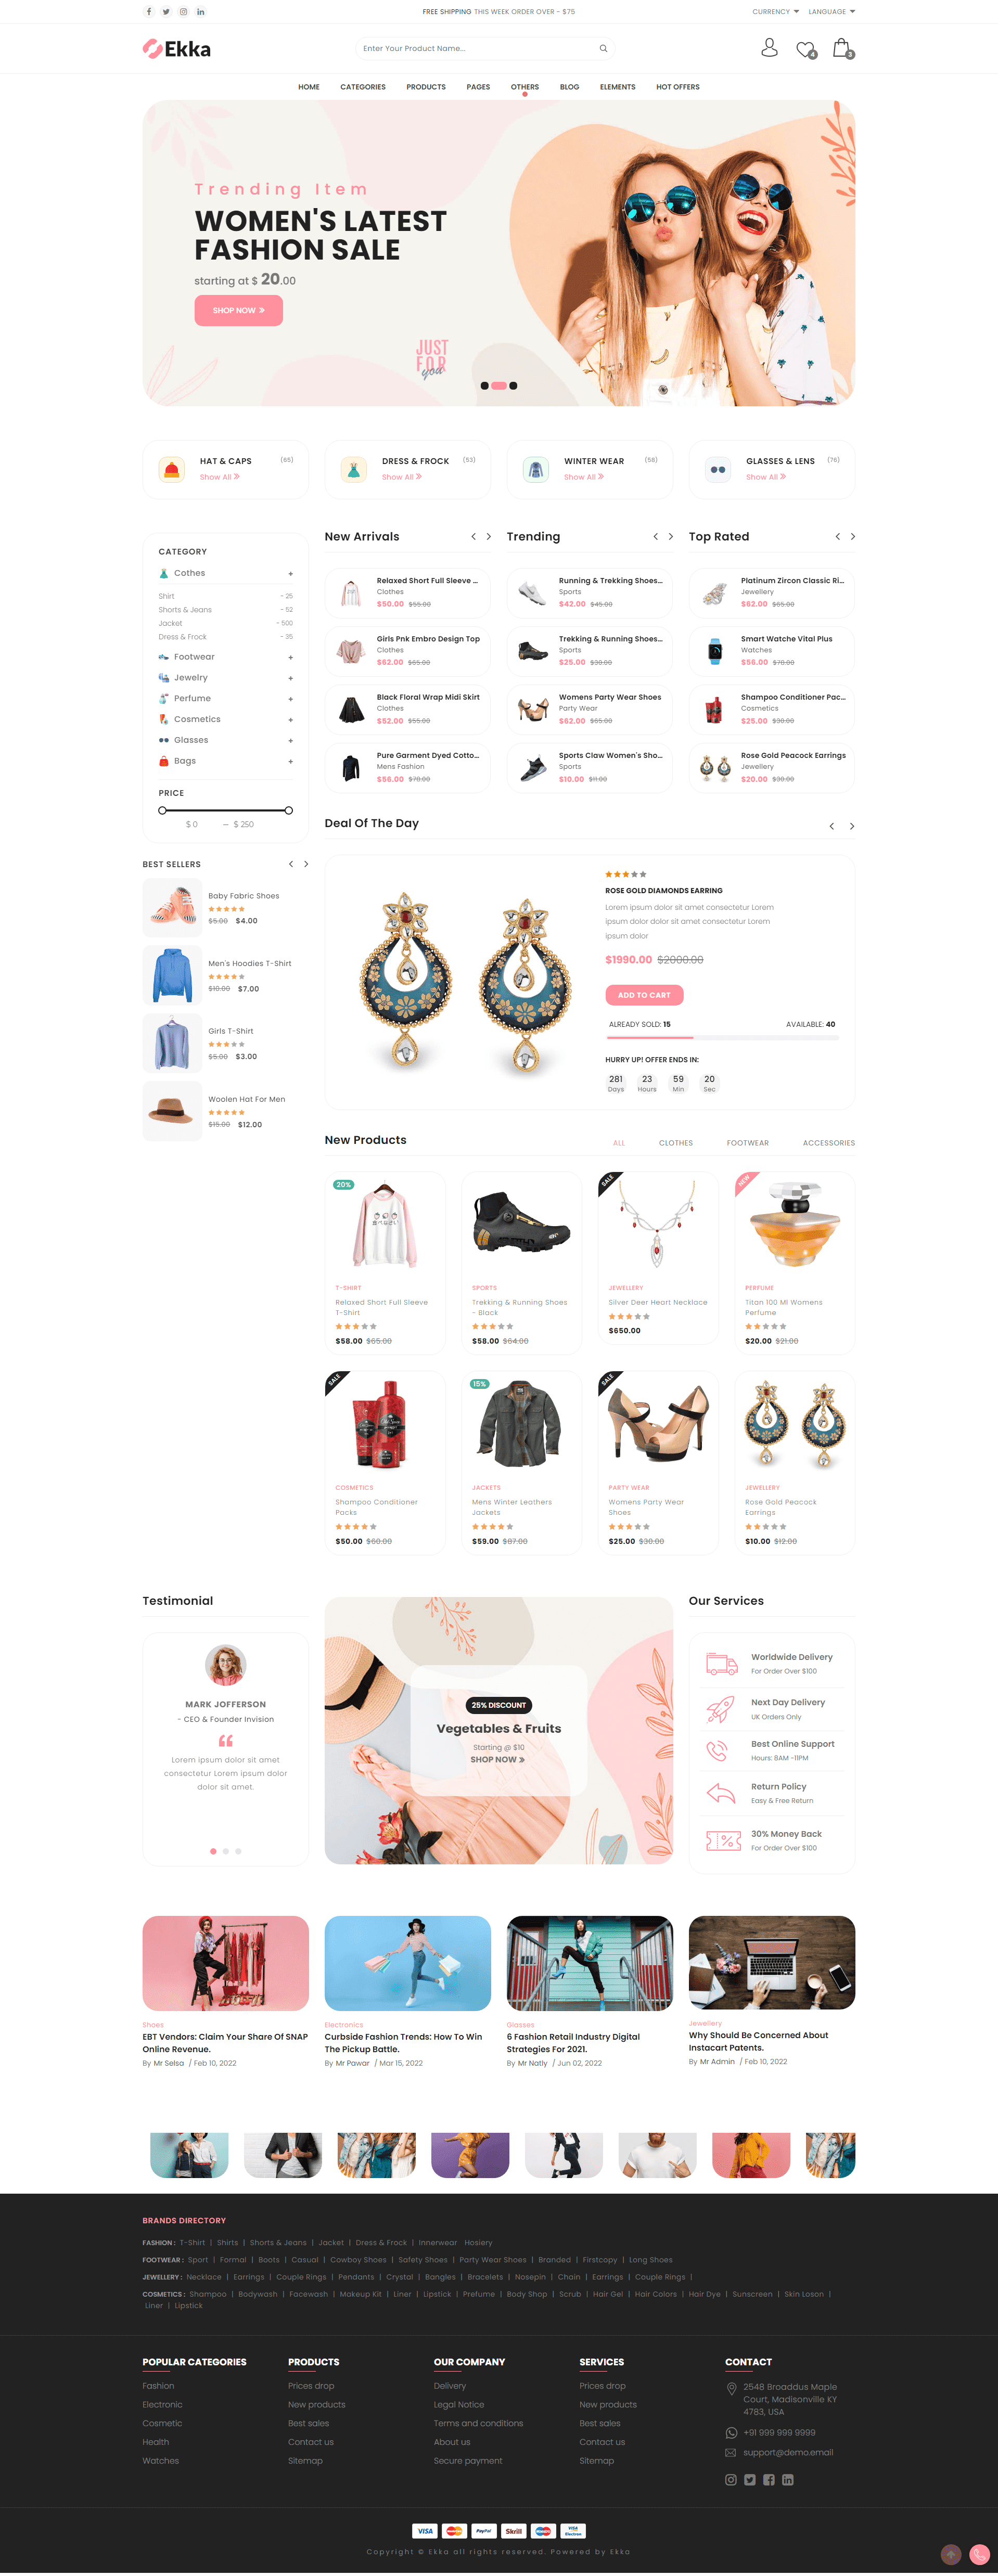 FREE SHIPPING THIS WEEK ORDER OVER - $75
CURRENCY
LANGUAGE
Ekka
Enter Your Product Name...
4
3
HOME
CATEGORIES
PRODUCTS
PAGES
OTHERS
BLOG
ELEMENTS
HOT OFFERS
Trending Item
WOMEN'S LATEST
FASHION SALE
starting at $ 20.00
SHOP NOW »
JUST
FOR
you
HAT & CAPS (65)
Show All »
DRESS & FROCK (53)
Show All »
WINTER WEAR (58)
Show All »
GLASSES & LENS (76)
Show All »
CATEGORY
Cothes +
Shirt - 25
Shorts & Jeans - 52
Jacket - 500
Dress & Frock - 35
Footwear +
Jewelry +
Perfume +
Cosmetics +
Glasses +
Bags +
PRICE
$ 0 — $ 250
BEST SELLERS
Baby Fabric Shoes
$5.00 $4.00
Men's Hoodies T-Shirt
$10.00 $7.00
Girls T-Shirt
$5.00 $3.00
Woolen Hat For Men
$15.00 $12.00
New Arrivals
Relaxed Short Full Sleeve ...
Clothes
$50.00 $55.00
Girls Pnk Embro Design Top
Clothes
$62.00 $65.00
Black Floral Wrap Midi Skirt
Clothes
$52.00 $55.00
Pure Garment Dyed Cotto...
Mens Fashion
$56.00 $78.00
Trending
Running & Trekking Shoes...
Sports
$42.00 $45.00
Trekking & Running Shoes...
Sports
$25.00 $30.00
Womens Party Wear Shoes
Party Wear
$62.00 $65.00
Sports Claw Women's Sho...
Sports
$10.00 $11.00
Top Rated
Platinum Zircon Classic Ri...
Jewellery
$62.00 $65.00
Smart Watche Vital Plus
Watches
$56.00 $78.00
Shampoo Conditioner Pac...
Cosmetics
$25.00 $30.00
Rose Gold Peacock Earrings
Jewellery
$20.00 $30.00
Deal Of The Day
ROSE GOLD DIAMONDS EARRING
Lorem ipsum dolor sit amet consectetur Lorem
ipsum dolor dolor sit amet consectetur Lorem
ipsum dolor
$1990.00 $2000.00
ADD TO CART
ALREADY SOLD: 15 AVAILABLE: 40
HURRY UP! OFFER ENDS IN:
281 23 59 20
Days Hours Min Sec
New Products
ALL
CLOTHES
FOOTWEAR
ACCESSORIES
20%
T-SHIRT
Relaxed Short Full Sleeve
T-Shirt
$58.00 $65.00
SPORTS
Trekking & Running Shoes
- Black
$58.00 $64.00
SALE
JEWELLERY
Silver Deer Heart Necklace
$650.00
NEW
PERFUME
Titan 100 Ml Womens
Perfume
$20.00 $21.00
SALE
COSMETICS
Shampoo Conditioner
Packs
$50.00 $60.00
15%
JACKETS
Mens Winter Leathers
Jackets
$59.00 $87.00
SALE
PARTY WEAR
Womens Party Wear
Shoes
$25.00 $30.00
JEWELLERY
Rose Gold Peacock
Earrings
$10.00 $12.00
Testimonial
MARK JOFFERSON
- CEO & Founder Invision
Lorem ipsum dolor sit amet
consectetur Lorem ipsum dolor
dolor sit amet.
25% DISCOUNT
Vegetables & Fruits
Starting @ $10
SHOP NOW »
Our Services
Worldwide Delivery
For Order Over $100
Next Day Delivery
UK Orders Only
Best Online Support
Hours: 8AM -11PM
Return Policy
Easy & Free Return
30% Money Back
For Order Over $100
Shoes
EBT Vendors: Claim Your Share Of SNAP
Online Revenue.
By Mr Selsa / Feb 10, 2022
Electronics
Curbside Fashion Trends: How To Win
The Pickup Battle.
By Mr Pawar / Mar 15, 2022
Glasses
6 Fashion Retail Industry Digital
Strategies For 2021.
By Mr Natly / Jun 02, 2022
Jewellery
Why Should Be Concerned About
Instacart Patents.
By Mr Admin / Feb 10, 2022
BRANDS DIRECTORY
FASHION : T-Shirt | Shirts | Shorts & Jeans | Jacket | Dress & Frock | Innerwear Hosiery
FOOTWEAR : Sport | Formal | Boots | Casual | Cowboy Shoes | Safety Shoes | Party Wear Shoes | Branded | Firstcopy | Long Shoes
JEWELLERY : Necklace | Earrings | Couple Rings | Pendants | Crystal | Bangles | Bracelets | Nosepin | Chain | Earrings | Couple Rings |
COSMETICS : Shampoo | Bodywash | Facewash | Makeup Kit | Liner | Lipstick | Prefume | Body Shop | Scrub | Hair Gel | Hair Colors | Hair Dye | Sunscreen | Skin Loson |
Liner | Lipstick
POPULAR CATEGORIES
Fashion
Electronic
Cosmetic
Health
Watches
PRODUCTS
Prices drop
New products
Best sales
Contact us
Sitemap
OUR COMPANY
Delivery
Legal Notice
Terms and conditions
About us
Secure payment
SERVICES
Prices drop
New products
Best sales
Contact us
Sitemap
CONTACT
2548 Broaddus Maple
Court, Madisonville KY
4783, USA
+91 999 999 9999
support@demo.email
VISA
PayPal
Skrill
VISA
Electron
Copyright © Ekka all rights reserved. Powered by Ekka